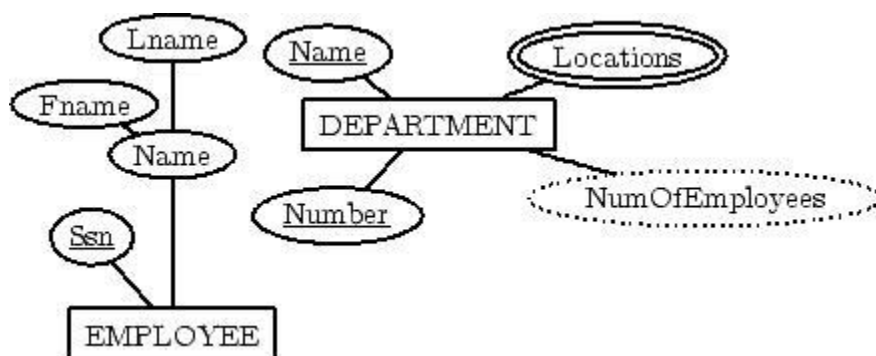 Lname
Name
Locations
Fname
DEPARTMENT
Name
NumOfEmployees
Number
Ssn
EMPLOYEE